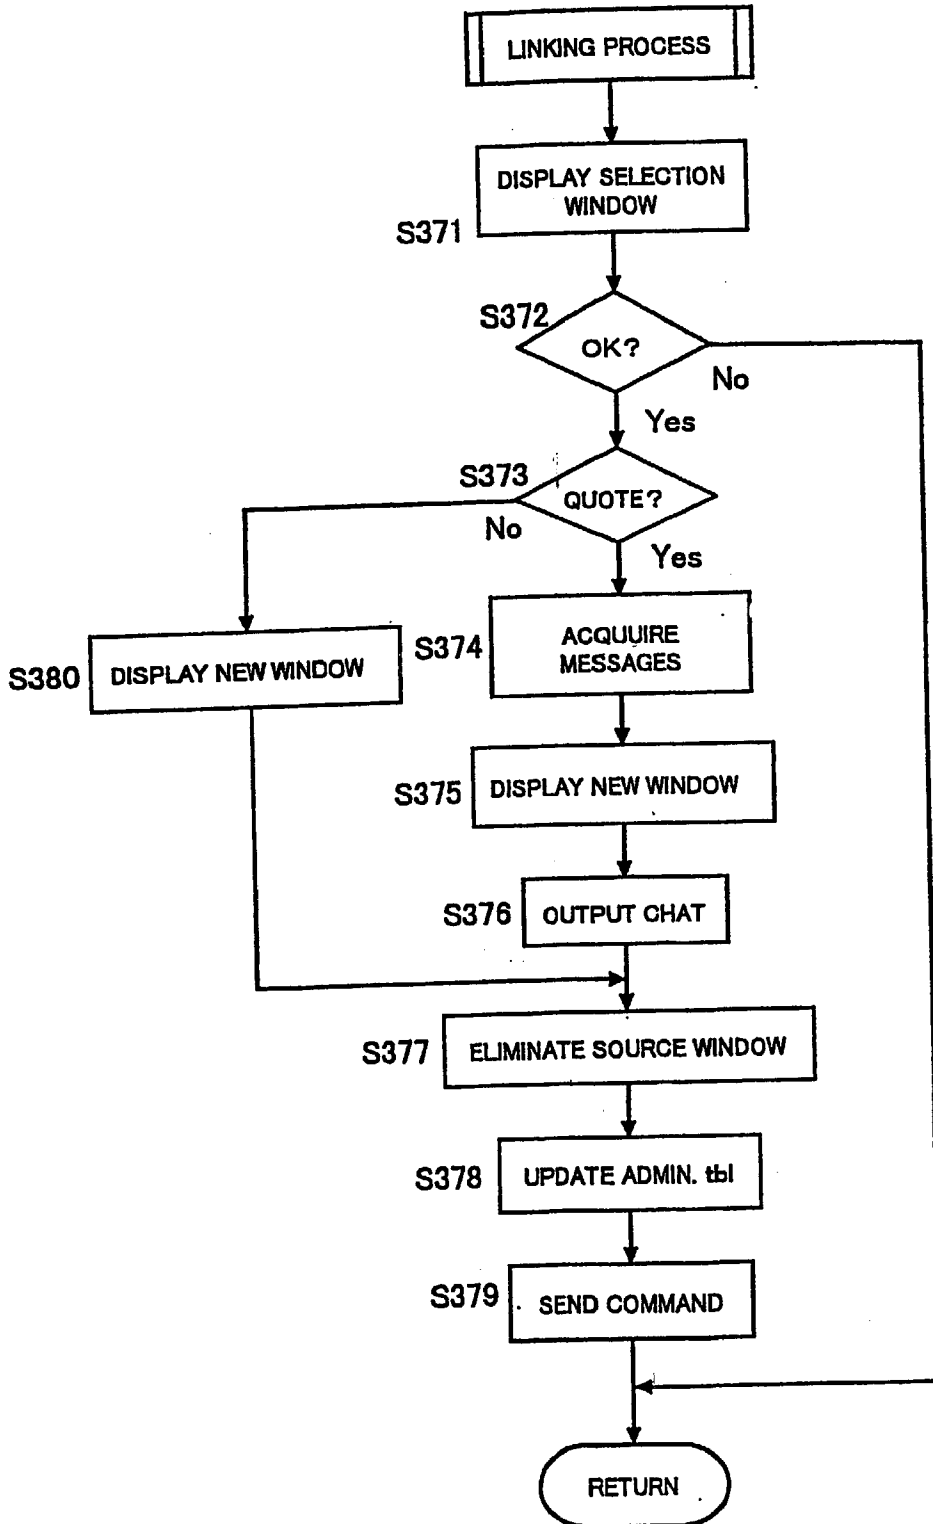 LINKING PROCESS
DISPLAY SELECTION
WINDOW
S371
S372
OK?
No
Yes
S373
QUOTE?
No
Yes
S374
ACQUUIRE
MESSAGES
S380
DISPLAY NEW WINDOW
S375
DISPLAY NEW WINDOW
S376
OUTPUT CHAT
S377
ELIMINATE SOURCE WINDOW
S378
UPDATE ADMIN. tbl
S379
SEND COMMAND
RETURN